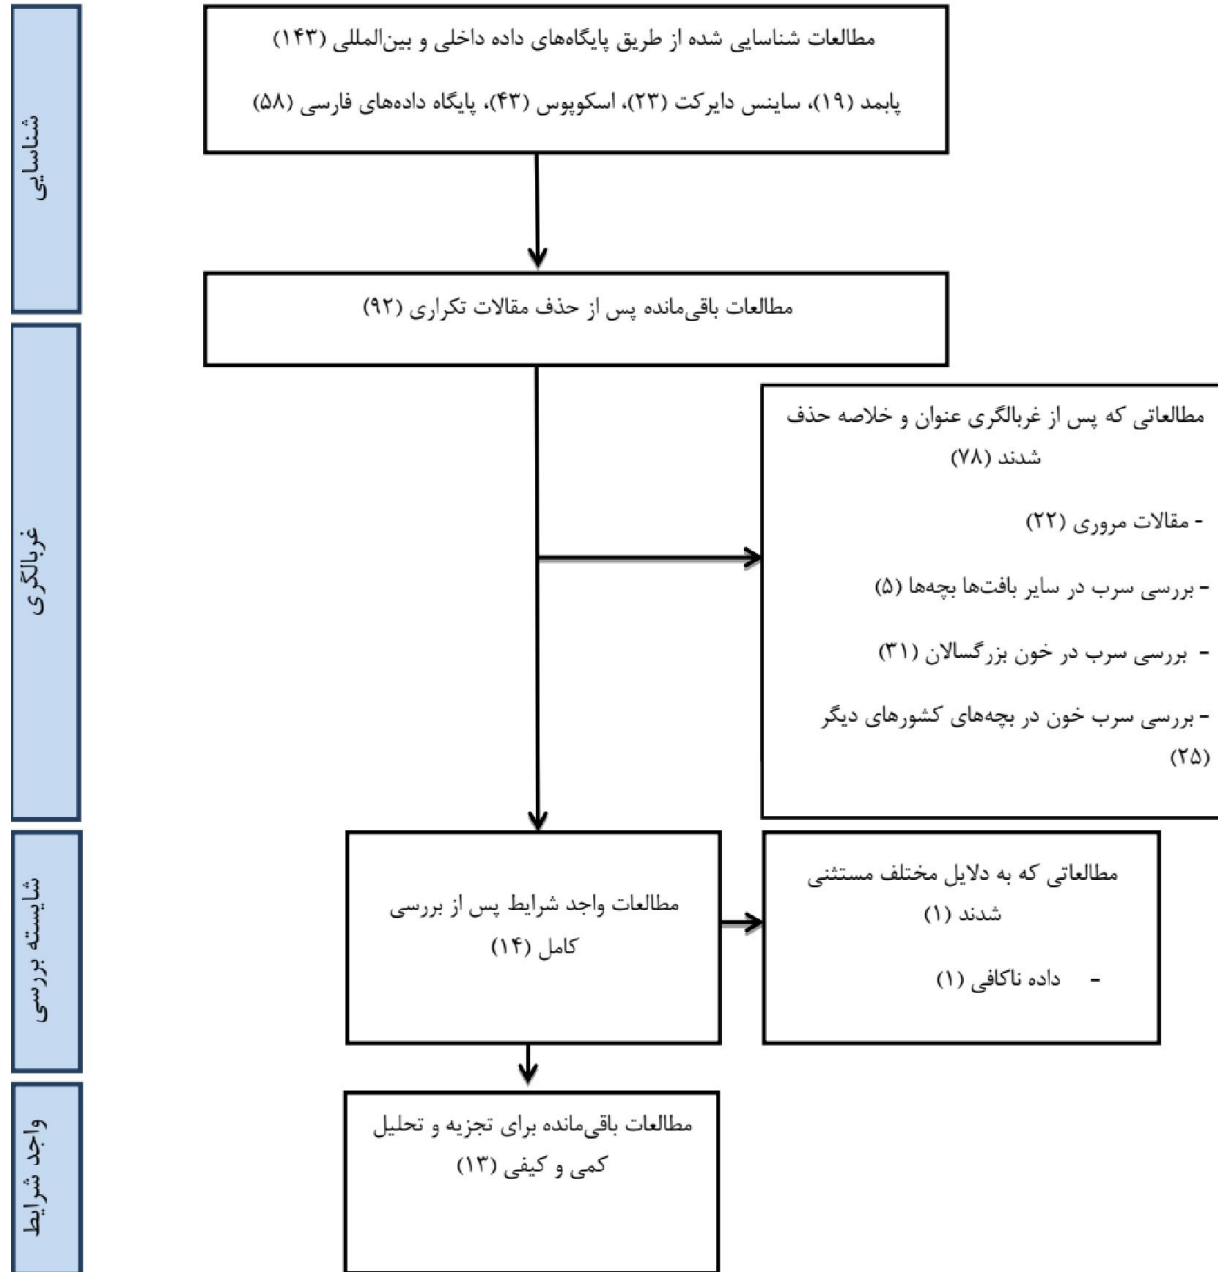 شناسایی
مطالعات شناسایی شده از طریق پایگاه‌های داده داخلی و بین‌المللی (۱۴۳)
پابمد (۱۹)، ساینس دایرکت (۲۳)، اسکوپوس (۴۳)، پایگاه داده‌های فارسی (۵۸)
مطالعات باقی‌مانده پس از حذف مقالات تکراری (۹۲)
غربالگری
مطالعاتی که پس از غربالگری عنوان و خلاصه حذف
شدند (۷۸)
- مقالات مروری (۲۲)
- بررسی سرب در سایر بافت‌ها بچه‌ها (۵)
- بررسی سرب در خون بزرگسالان (۳۱)
- بررسی سرب خون در بچه‌های کشورهای دیگر
(۲۵)
شایسته بررسی
مطالعات واجد شرایط پس از بررسی
کامل (۱۴)
مطالعاتی که به دلایل مختلف مستثنی
شدند (۱)
- داده ناکافی (۱)
واجد شرایط
مطالعات باقی‌مانده برای تجزیه و تحلیل
کمی و کیفی (۱۳)